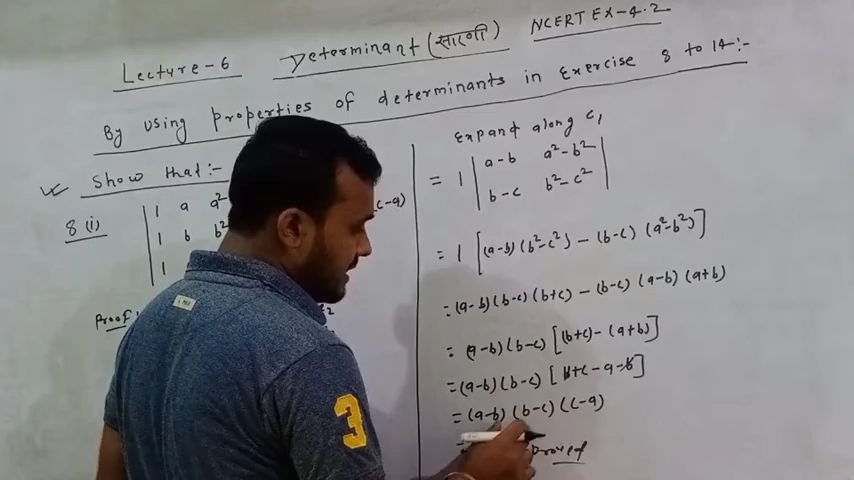 Lecture-6 Determinant (सारणी) NCERT EX-4.2
By using properties of determinants in Exercise 8 to 14:-
Show that:-
8 (i) | 1 a a²
1 b b²
1
c-a)
Proof:
Expand along C₁
= 1 | a-b a²-b² |
| b-c b²-c² |
= 1 [(a-b)(b²-c²) - (b-c)(a²-b²)]
= (a-b)(b-c)(b+c) - (b-c)(a-b)(a+b)
= (a-b)(b-c)[(b+c)-(a+b)]
= (a-b)(b-c)[b+c-a-b]
= (a-b)(b-c)(c-a)
Proved
3